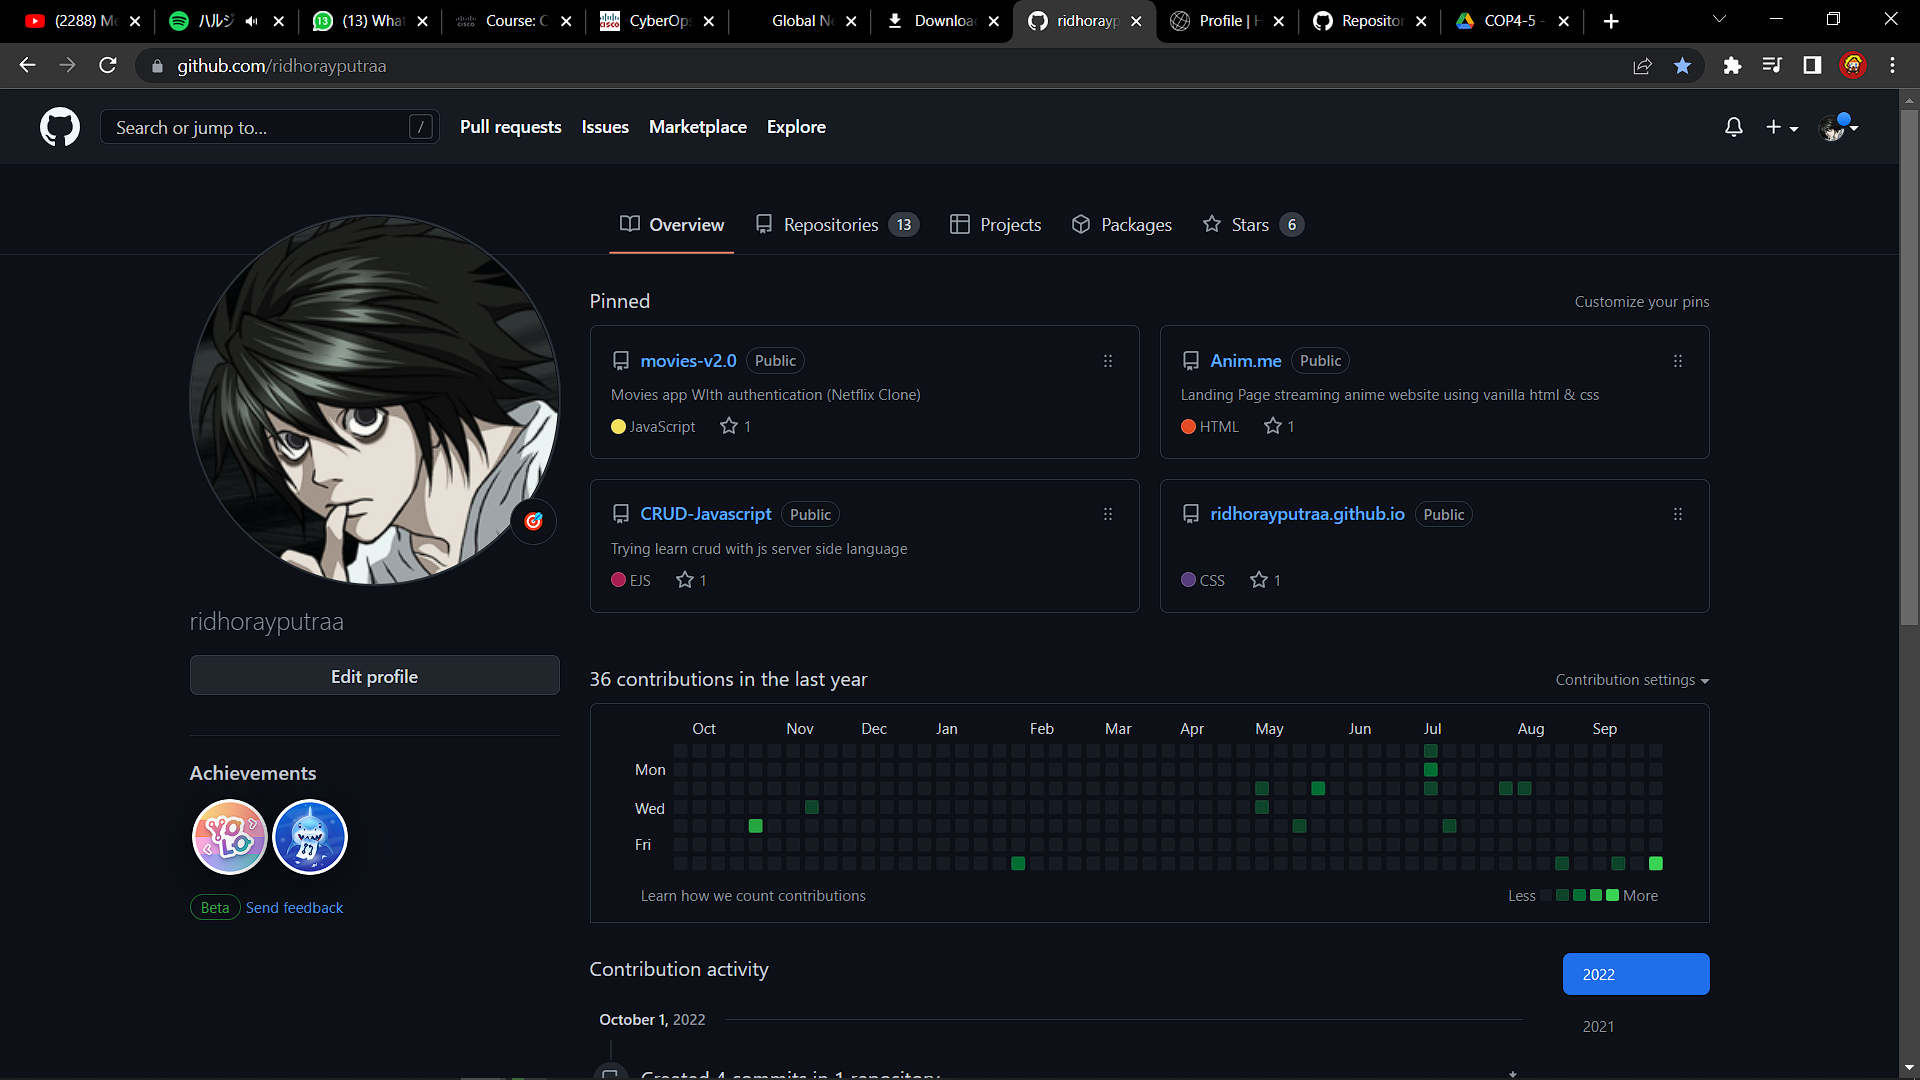 (2288) M
ハルジ
(13) What
Course: C
CyberOps
Global Ne
Downloa
ridhorayp
Profile | H
Repositor
COP4-5 -
github.com/ridhorayputraa
Search or jump to...
/
Pull requests
Issues
Marketplace
Explore
Overview
Repositories 13
Projects
Packages
Stars 6
Pinned
Customize your pins
movies-v2.0 Public
Movies app WIth authentication (Netflix Clone)
JavaScript 1
Anim.me Public
Landing Page streaming anime website using vanilla html & css
HTML 1
CRUD-Javascript Public
Trying learn crud with js server side language
EJS 1
ridhorayputraa.github.io Public
CSS 1
ridhorayputraa
Edit profile
Achievements
YOLO
Beta Send feedback
36 contributions in the last year
Contribution settings
Oct Nov Dec Jan Feb Mar Apr May Jun Jul Aug Sep
Mon
Wed
Fri
Learn how we count contributions
Less More
Contribution activity
2022
2021
October 1, 2022
Created 4 commits in 1 repository